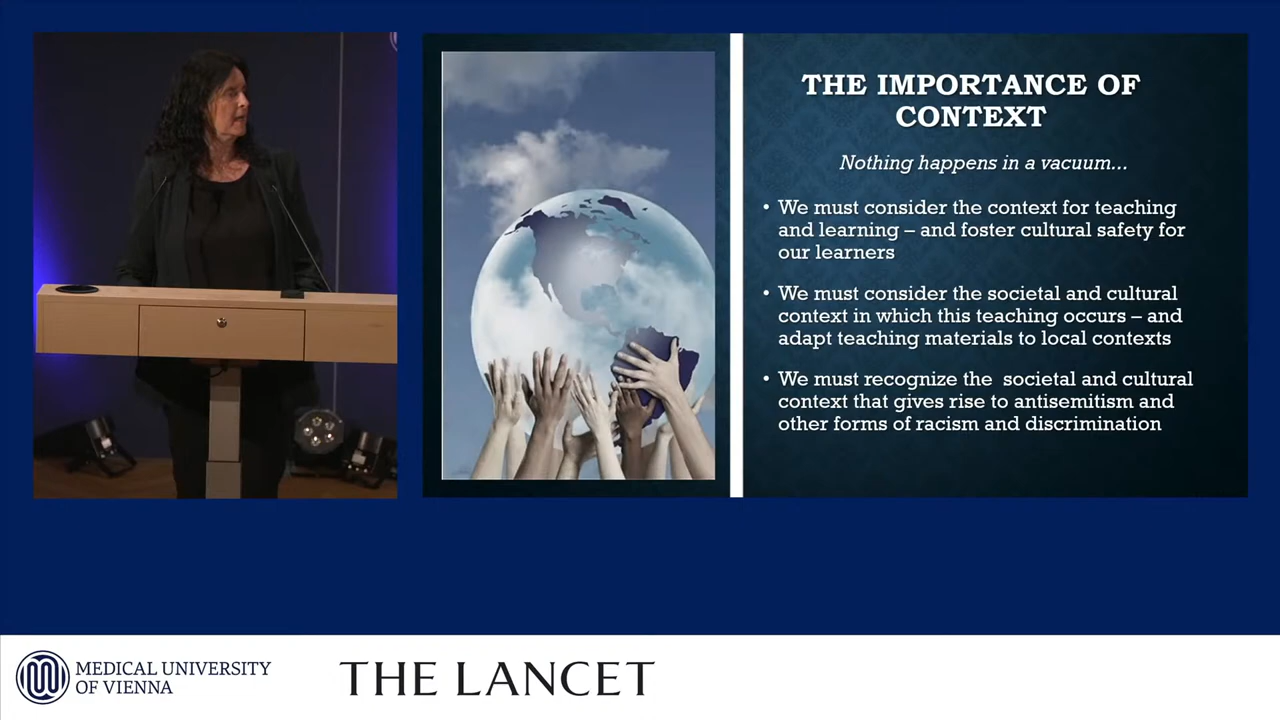 THE IMPORTANCE OF
CONTEXT
Nothing happens in a vacuum...
• We must consider the context for teaching
and learning – and foster cultural safety for
our learners
• We must consider the societal and cultural
context in which this teaching occurs – and
adapt teaching materials to local contexts
• We must recognize the societal and cultural
context that gives rise to antisemitism and
other forms of racism and discrimination
MEDICAL UNIVERSITY
OF VIENNA
THE LANCET